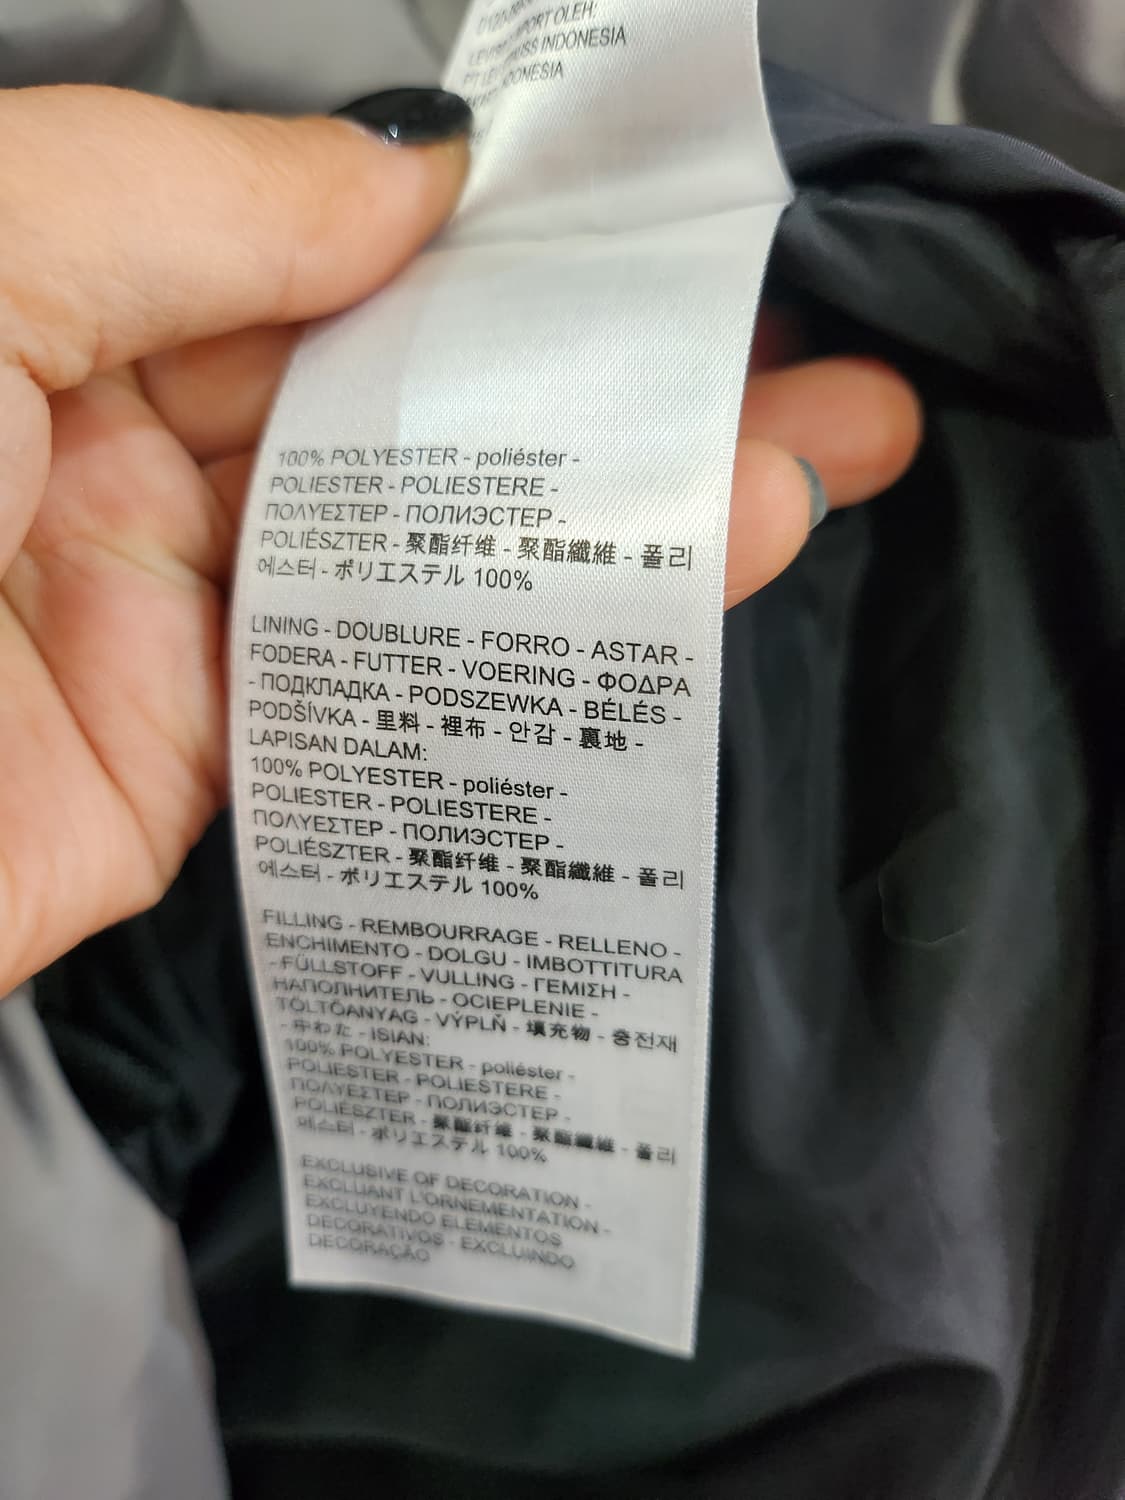 PORT OLEH:
INDONESIA
100% POLYESTER - poliéster -
POLIESTER - POLIESTERE -
ΠΟΛΥΕΣΤΕΡ - ПОЛИЭСТЕР -
POLIÉSZTER - 聚酯纤维 - 聚酯纖維 - 폴리
에스터 - ポリエステル 100%
LINING - DOUBLURE - FORRO - ASTAR -
FODERA - FUTTER - VOERING - ΦΟΔΡΑ
- ПОДКЛАДКА - PODSZEWKA - BÉLÉS -
PODŠÍVKA - 里料 - 裡布 - 안감 - 裏地 -
LAPISAN DALAM:
100% POLYESTER - poliéster -
POLIESTER - POLIESTERE -
ΠΟΛΥΕΣΤΕΡ - ПОЛИЭСТЕР -
POLIÉSZTER - 聚酯纤维 - 聚酯纖維 - 폴리
에스터 - ポリエステル 100%
FILLING - REMBOURRAGE - RELLENO -
ENCHIMENTO - DOLGU - IMBOTTITURA
- FÜLLSTOFF - VULLING - ΓΕΜΙΣΗ -
НАПОЛНИТЕЛЬ - OCIEPLENIE -
TÖLTŐANYAG - VÝPLŇ - 填充物 - 충전재
- 中わた - ISIAN:
100% POLYESTER - poliéster -
POLIESTER - POLIESTERE -
ΠΟΛΥΕΣΤΕΡ - ПОЛИЭСТЕР -
POLIÉSZTER - 聚酯纤维 - 聚酯纖維 - 폴리
에스터 - ポリエステル 100%
EXCLUSIVE OF DECORATION -
EXCLUANT L'ORNEMENTATION -
EXCLUYENDO ELEMENTOS
DECORATIVOS - EXCLUINDO
DECORAÇÃO